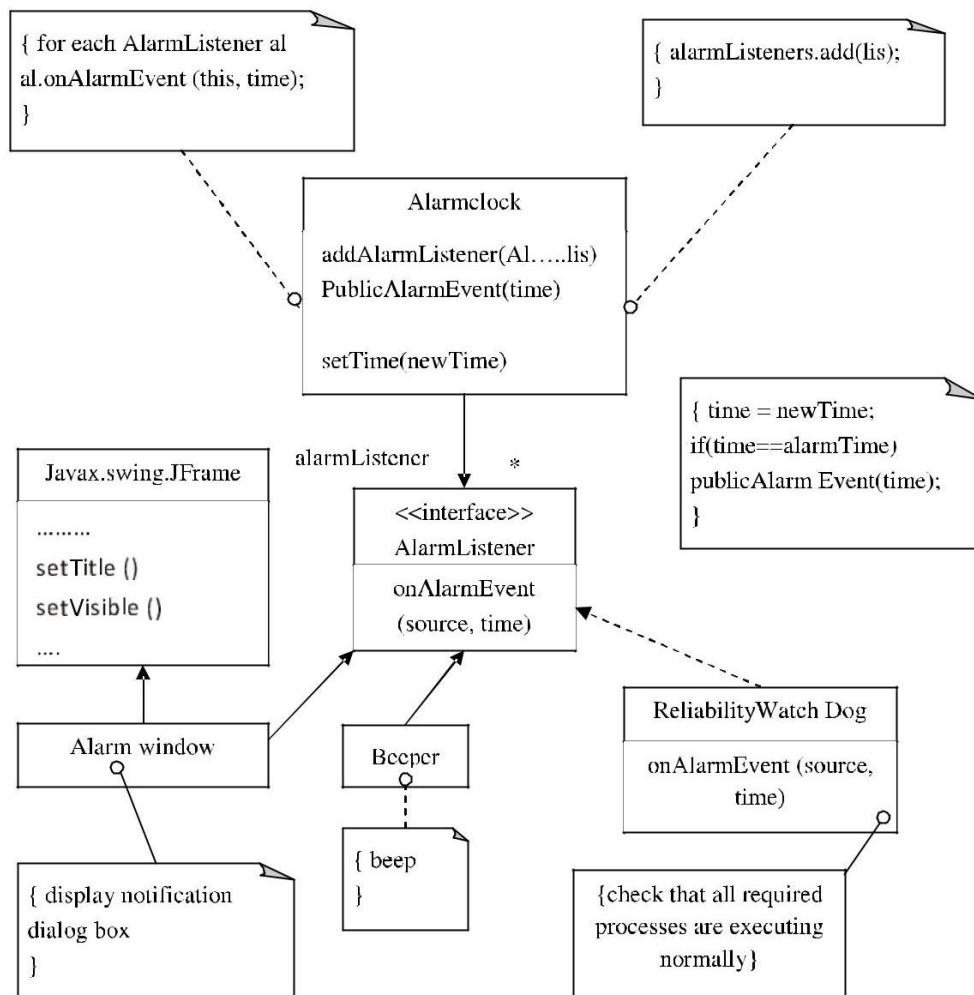 { for each AlarmListener al
al.onAlarmEvent (this, time);
}
{ alarmListeners.add(lis);
}
Alarmclock
addAlarmListener(Al…..lis)
PublicAlarmEvent(time)
setTime(newTime)
{ time = newTime;
if(time==alarmTime)
publicAlarm Event(time);
}
alarmListener
*
Javax.swing.JFrame
.........
setTitle ()
setVisible ()
....
<<interface>>
AlarmListener
onAlarmEvent
(source, time)
ReliabilityWatch Dog
onAlarmEvent (source,
time)
Alarm window
Beeper
{ beep
}
{ display notification
dialog box
}
{check that all required
processes are executing
normally}